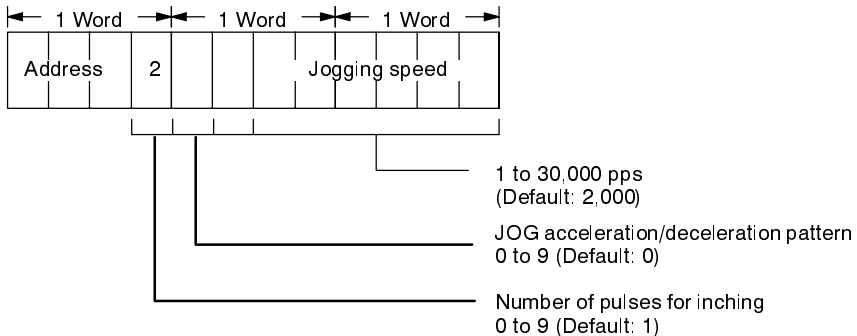 1 Word 1 Word 1 Word
Address 2 Jogging speed
1 to 30,000 pps
(Default: 2,000)
JOG acceleration/deceleration pattern
0 to 9 (Default: 0)
Number of pulses for inching
0 to 9 (Default: 1)